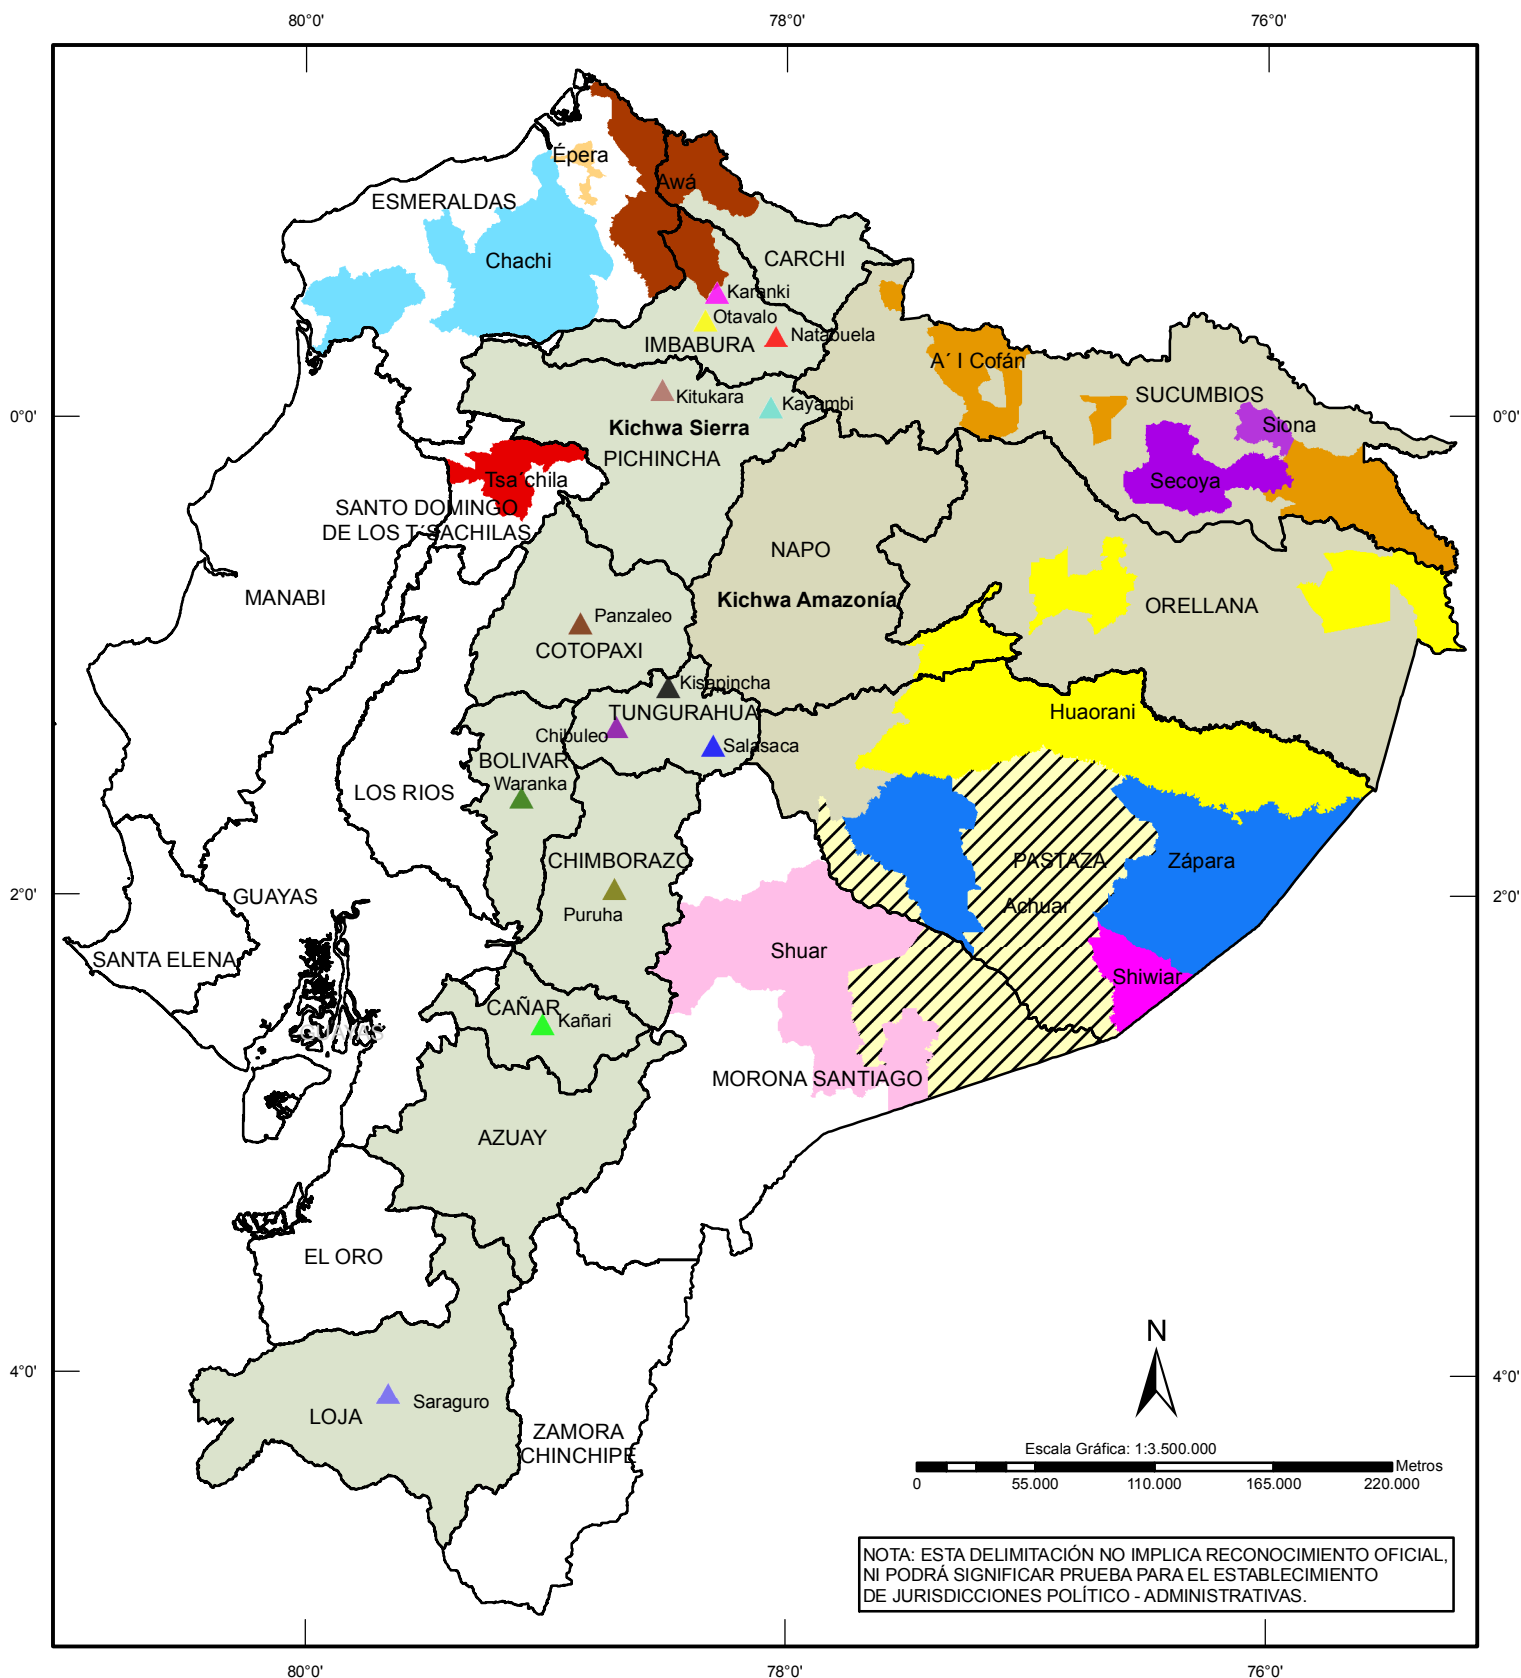 80°0'
78°0'
76°0'
Épera
Awá
ESMERALDAS
Chachi
CARCHI
Karanki
Otavalo
Natabuela
IMBABURA
A´ I Cofán
SUCUMBIOS
Siona
Kitukara
Kayambi
0°0'
0°0'
Kichwa Sierra
PICHINCHA
Tsa´chila
Secoya
SANTO DOMINGO
DE LOS T´SACHILAS
NAPO
MANABI
Kichwa Amazonía
ORELLANA
Panzaleo
COTOPAXI
Kisapincha
TUNGURAHUA
Huaorani
Chibuleo
Salasaca
BOLIVAR
Waranka
LOS RIOS
CHIMBORAZO
PASTAZA
Zápara
2°0'
2°0'
GUAYAS
Puruha
Achuar
SANTA ELENA
Shuar
Shiwiar
CAÑAR
Kañari
GUAYAS
MORONA SANTIAGO
AZUAY
EL ORO
N
4°0'
4°0'
Saraguro
LOJA
ZAMORA
CHINCHIPE
Escala Gráfica: 1:3.500.000
Metros
0
55.000
110.000
165.000
220.000
NOTA: ESTA DELIMITACIÓN NO IMPLICA RECONOCIMIENTO OFICIAL,
NI PODRÁ SIGNIFICAR PRUEBA PARA EL ESTABLECIMIENTO
DE JURISDICCIONES POLÍTICO - ADMINISTRATIVAS.
80°0'
78°0'
76°0'